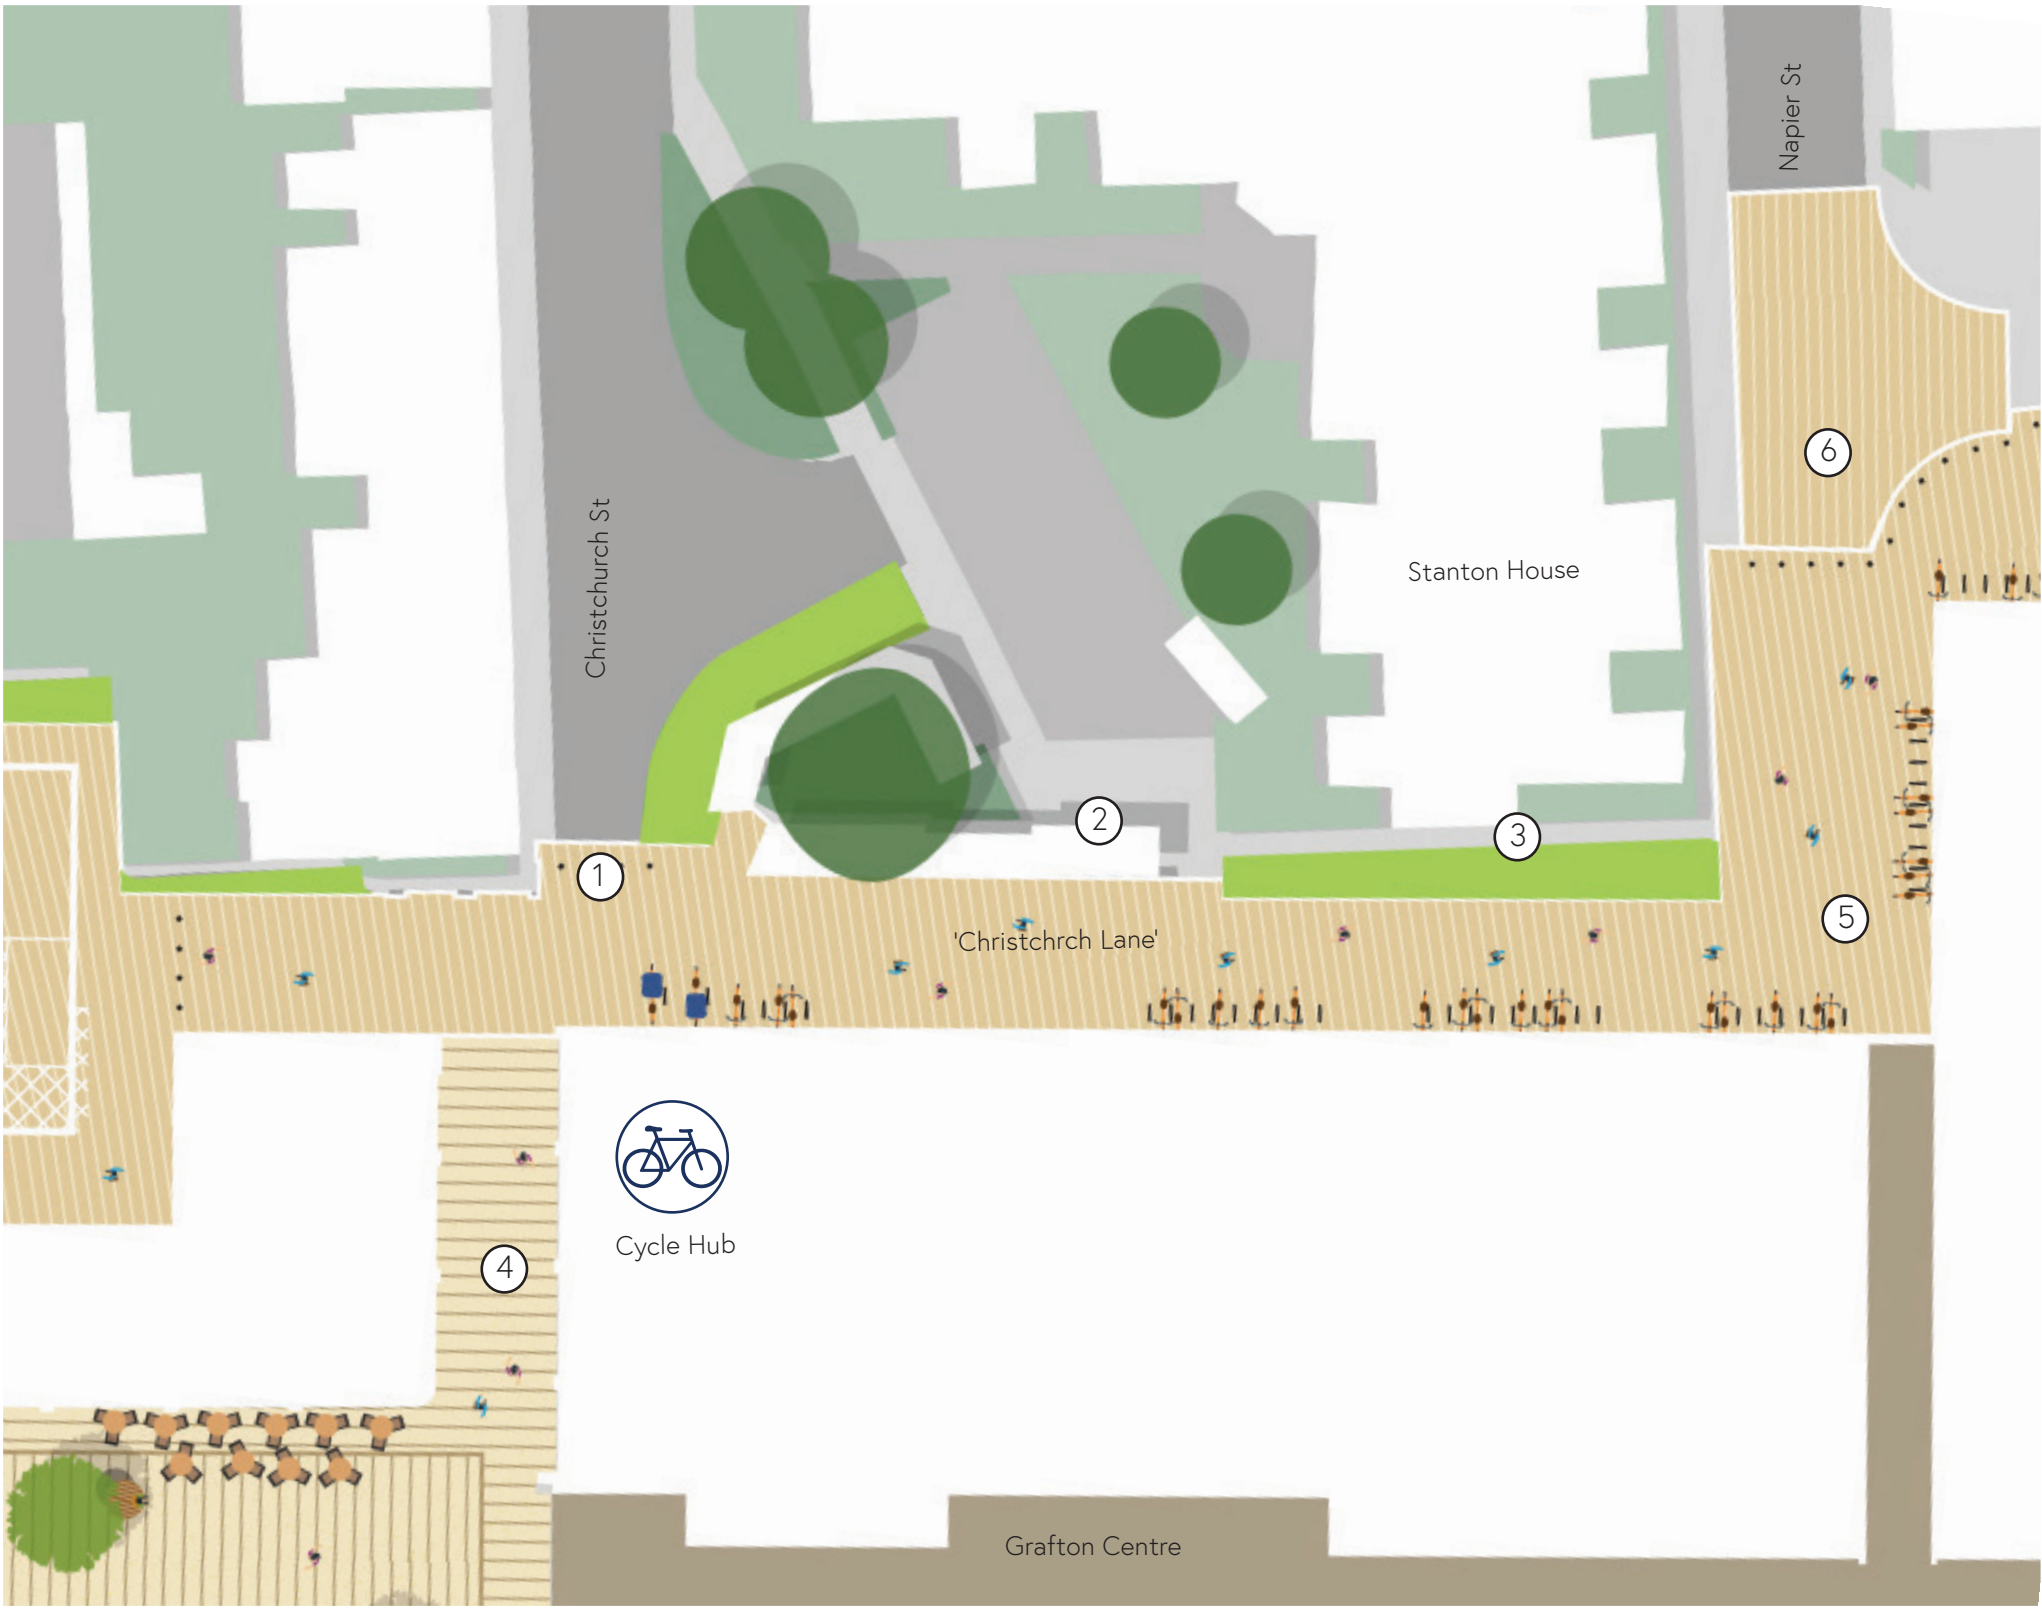 Napier St
6
Christchurch St
Stanton House
2
3
1
5
'Christchrch Lane'
Cycle Hub
4
Grafton Centre